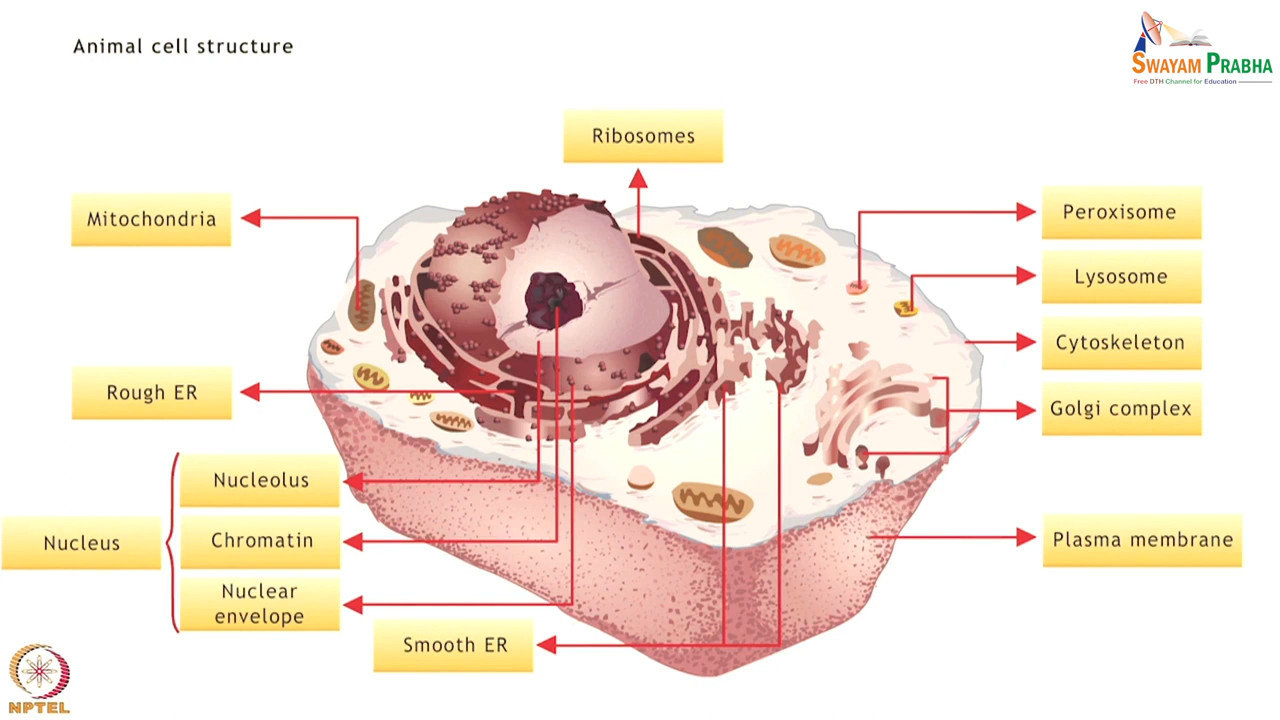 Animal cell structure
SWAYAM PRABHA
Free DTH Channel for Education
Ribosomes
Mitochondria
Peroxisome
Lysosome
Cytoskeleton
Rough ER
Golgi complex
Nucleolus
Nucleus
Chromatin
Plasma membrane
Nuclear
envelope
Smooth ER
NPTEL